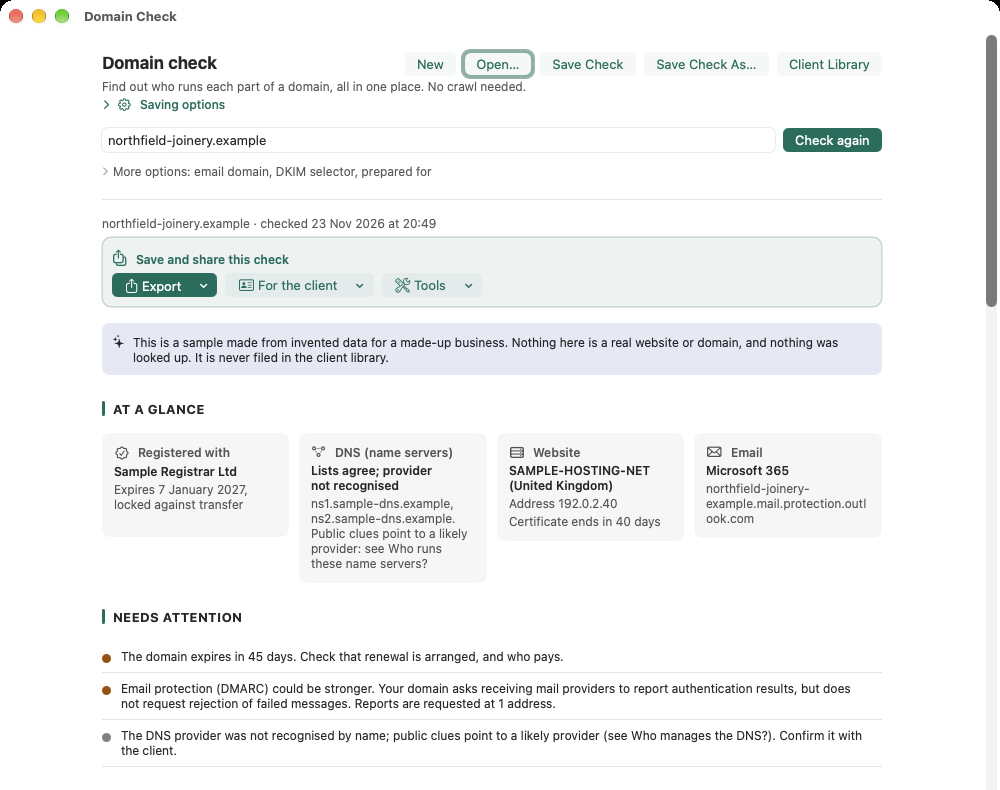 Domain Check
Domain check
New
Open...
Save Check
Save Check As...
Client Library
Find out who runs each part of a domain, all in one place. No crawl needed.
Saving options
northfield-joinery.example
Check again
More options: email domain, DKIM selector, prepared for
northfield-joinery.example · checked 23 Nov 2026 at 20:49
Save and share this check
Export
For the client
Tools
This is a sample made from invented data for a made-up business. Nothing here is a real website or domain, and nothing was
looked up. It is never filed in the client library.
AT A GLANCE
Registered with
Sample Registrar Ltd
Expires 7 January 2027,
locked against transfer
DNS (name servers)
Lists agree; provider
not recognised
ns1.sample-dns.example,
ns2.sample-dns.example.
Public clues point to a likely
provider: see Who runs
these name servers?
Website
SAMPLE-HOSTING-NET
(United Kingdom)
Address 192.0.2.40
Certificate ends in 40 days
Email
Microsoft 365
northfield-joinery-
example.mail.protection.outl
ook.com
NEEDS ATTENTION
The domain expires in 45 days. Check that renewal is arranged, and who pays.
Email protection (DMARC) could be stronger. Your domain asks receiving mail providers to report authentication results, but does
not request rejection of failed messages. Reports are requested at 1 address.
The DNS provider was not recognised by name; public clues point to a likely provider (see Who manages the DNS?). Confirm it with
the client.